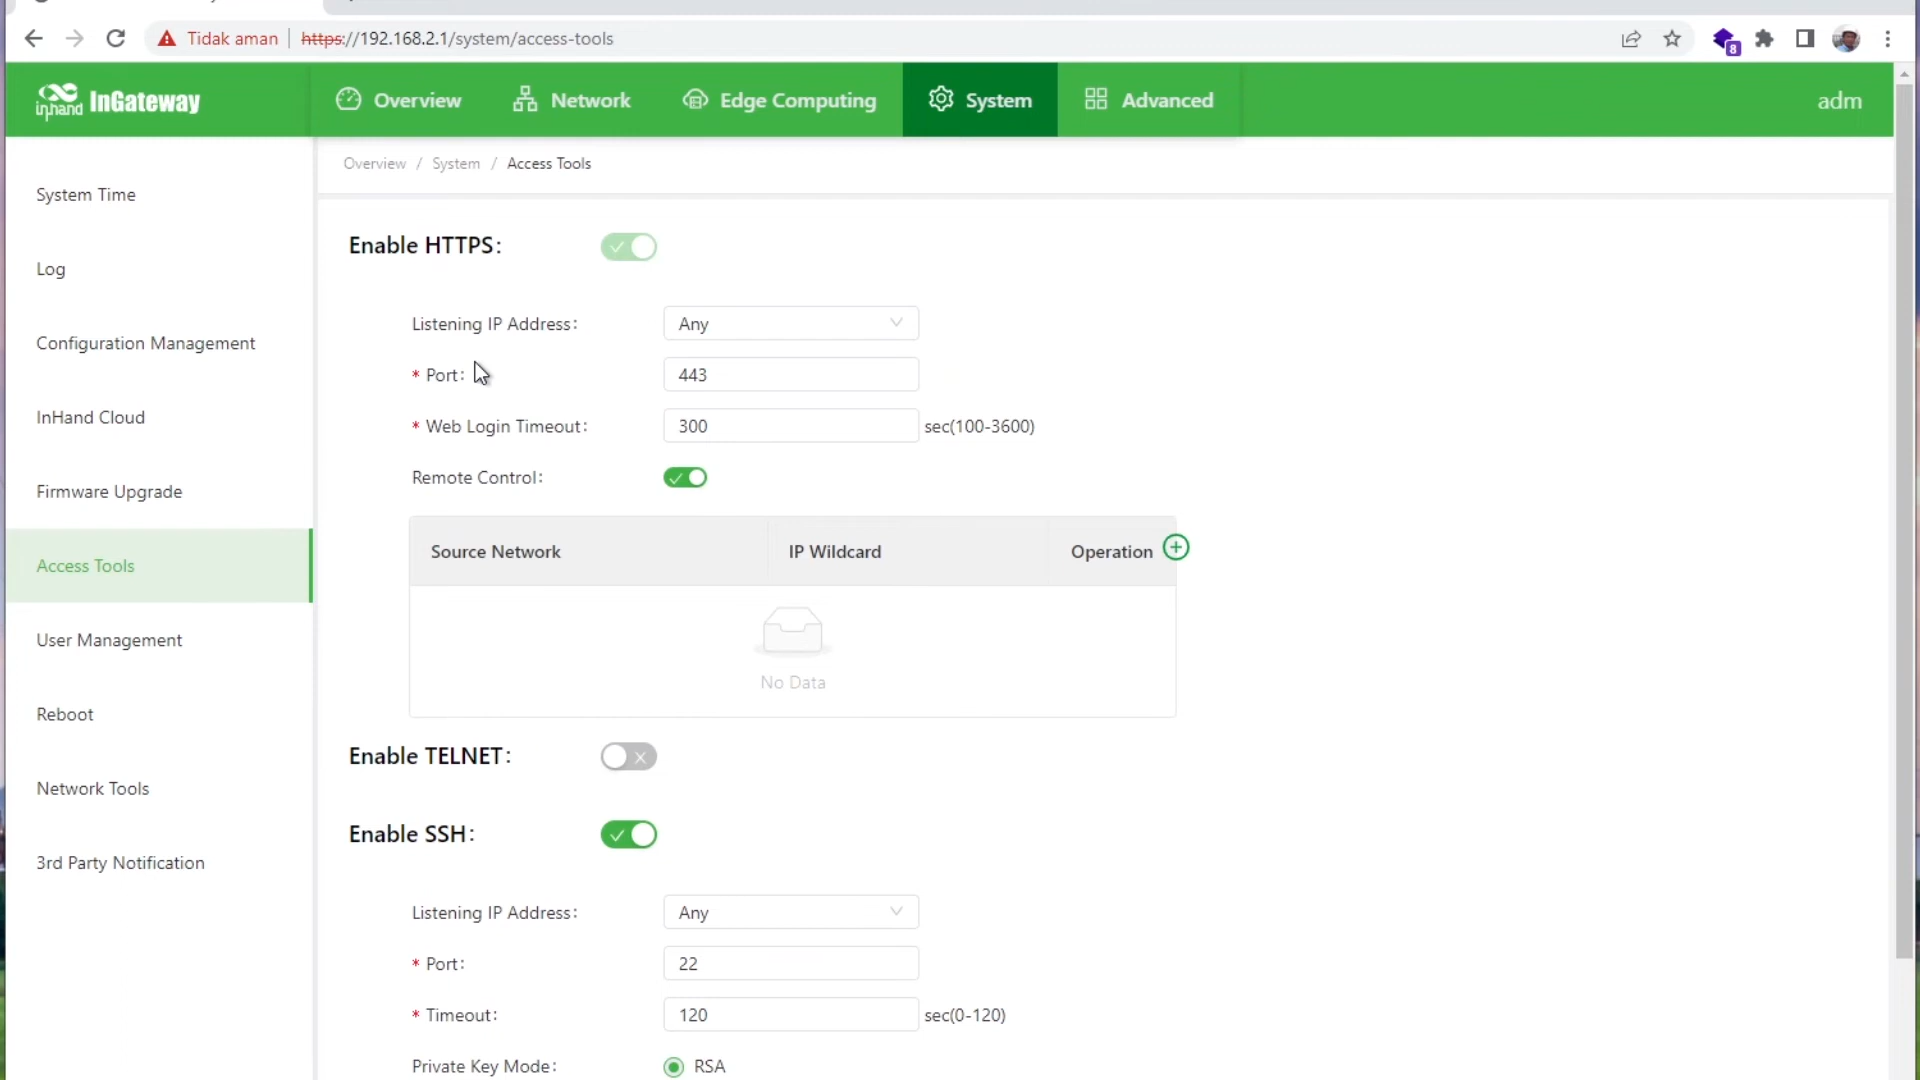 Tidak aman https://192.168.2.1/system/access-tools
8
inhand InGateway Overview Network Edge Computing System Advanced adm
Overview / System / Access Tools
System Time
Log
Configuration Management
InHand Cloud
Firmware Upgrade
Access Tools
User Management
Reboot
Network Tools
3rd Party Notification
Enable HTTPS:
Listening IP Address: Any
* Port: 443
* Web Login Timeout: 300 sec(100-3600)
Remote Control:
Source Network IP Wildcard Operation
No Data
Enable TELNET:
Enable SSH:
Listening IP Address: Any
* Port: 22
* Timeout: 120 sec(0-120)
Private Key Mode: RSA